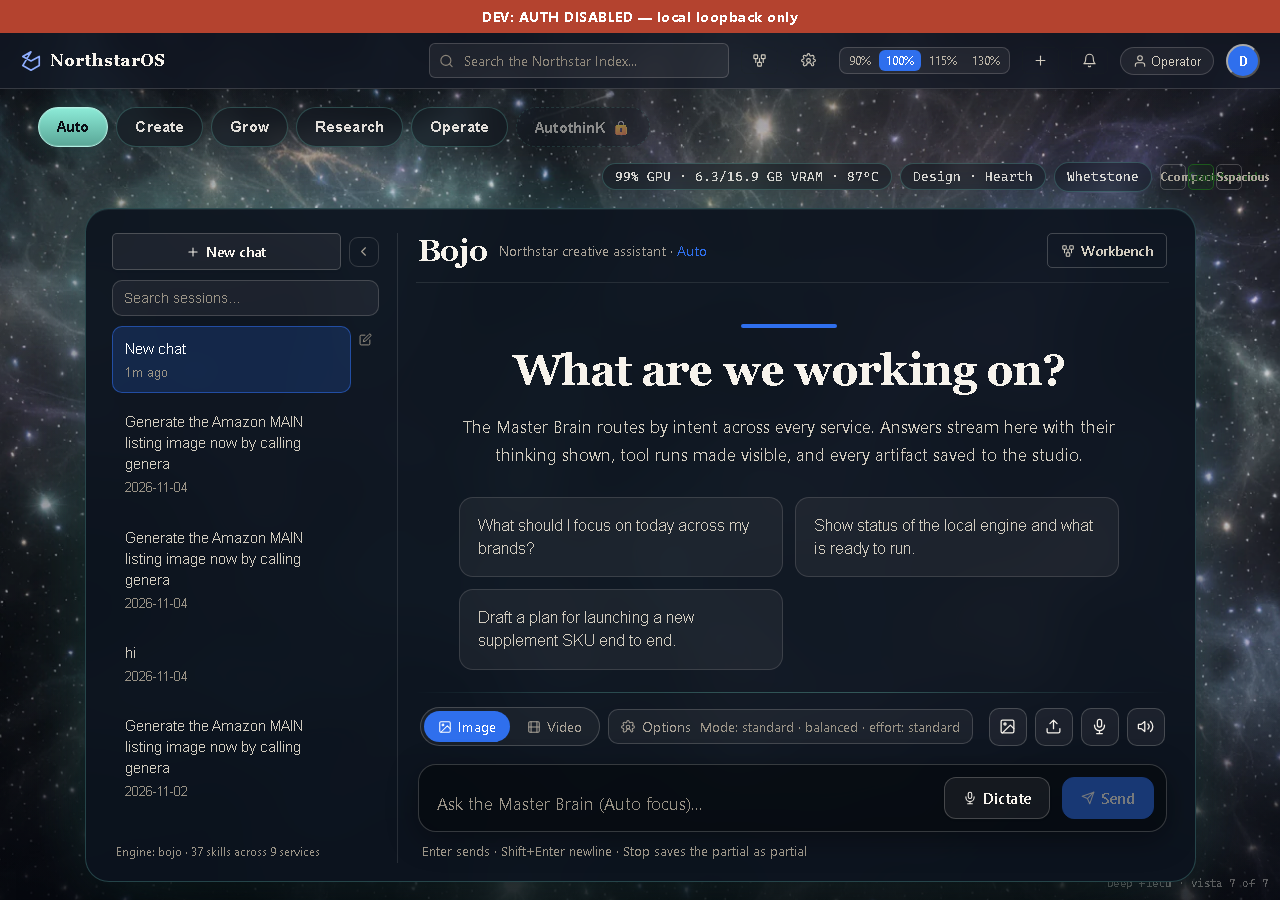 DEV: AUTH DISABLED — local loopback only
NorthstarOS
Search the Northstar Index...
90% 100% 115% 130%
Operator
D
Auto
Create
Grow
Research
Operate
AutothinK
99% GPU · 6.3/15.9 GB VRAM · 87°C
Design · Hearth
Whetstone
Sspacious
+ New chat
Search sessions...
New chat
1m ago
Generate the Amazon MAIN
listing image now by calling
genera
2026-11-04
Generate the Amazon MAIN
listing image now by calling
genera
2026-11-04
hi
2026-11-04
Generate the Amazon MAIN
listing image now by calling
genera
2026-11-02
Engine: bojo · 37 skills across 9 services
Bojo
Northstar creative assistant · Auto
Workbench
What are we working on?
The Master Brain routes by intent across every service. Answers stream here with their
thinking shown, tool runs made visible, and every artifact saved to the studio.
What should I focus on today across my
brands?
Show status of the local engine and what
is ready to run.
Draft a plan for launching a new
supplement SKU end to end.
Image
Video
Options Mode: standard · balanced · effort: standard
Ask the Master Brain (Auto focus)...
Dictate
Send
Enter sends · Shift+Enter newline · Stop saves the partial as partial
vista 7 of 7